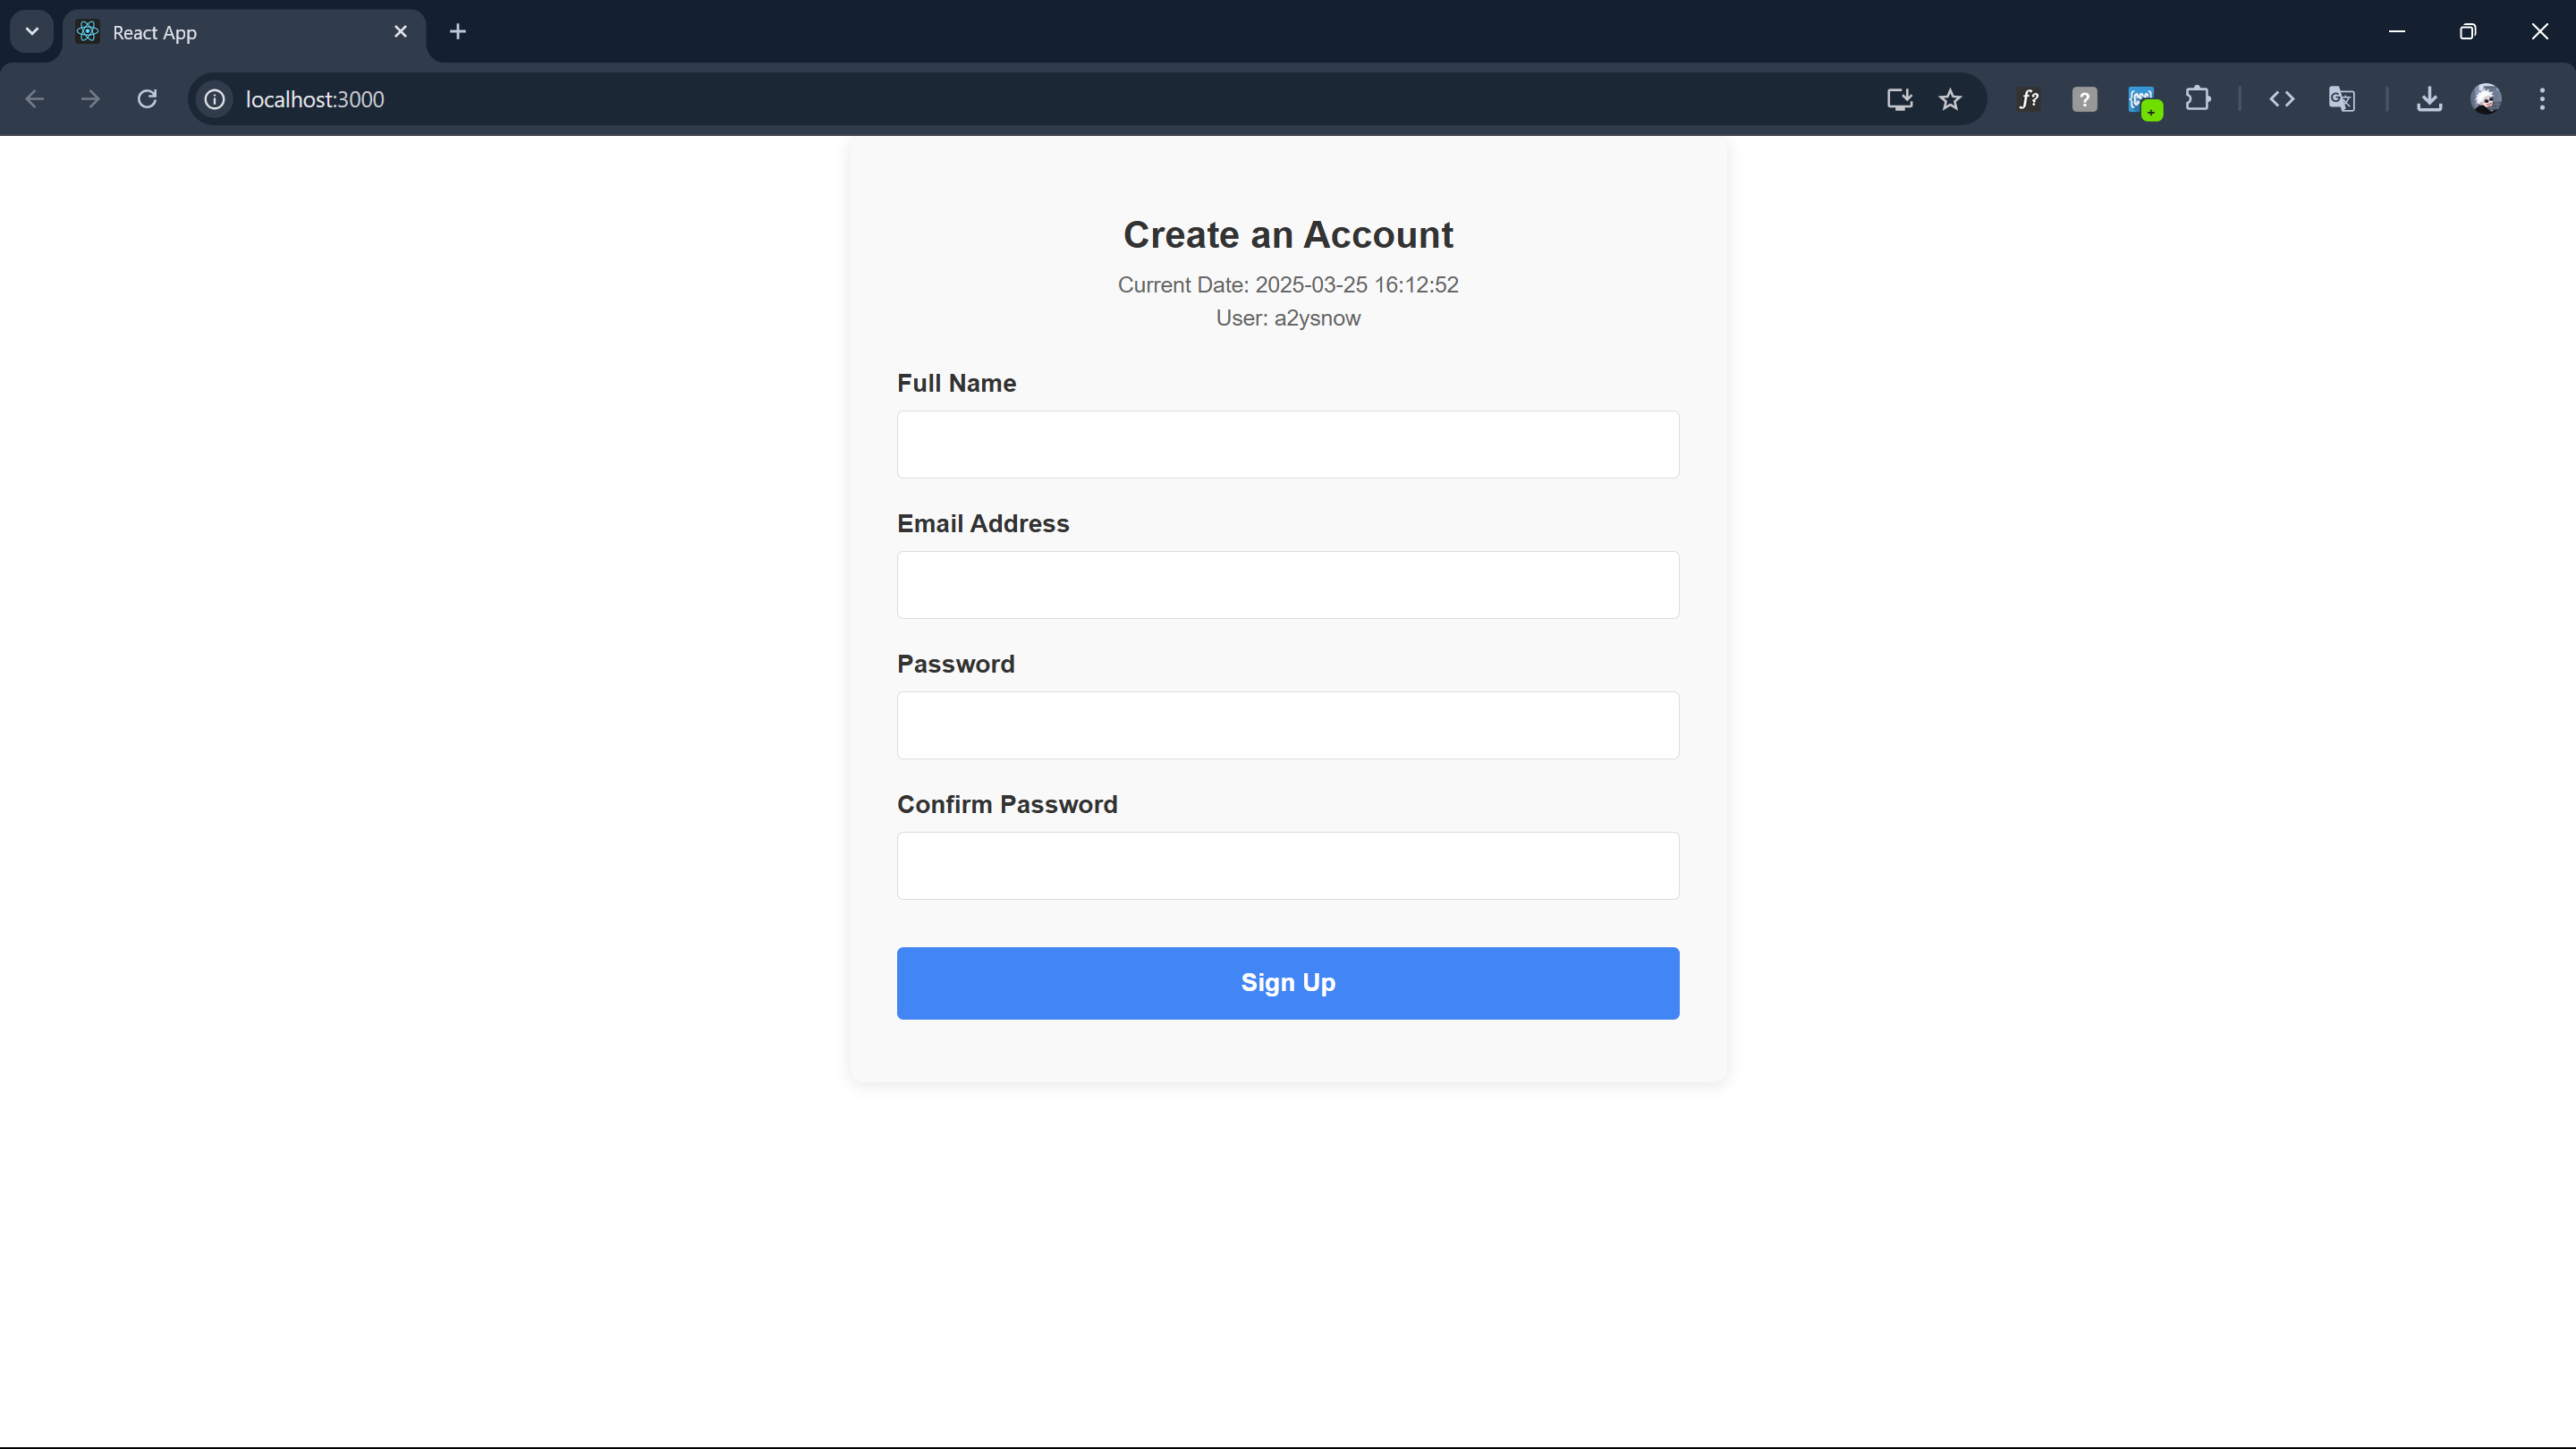 React App
localhost:3000
Create an Account
Current Date: 2025-03-25 16:12:52
User: a2ysnow
Full Name
Email Address
Password
Confirm Password
Sign Up